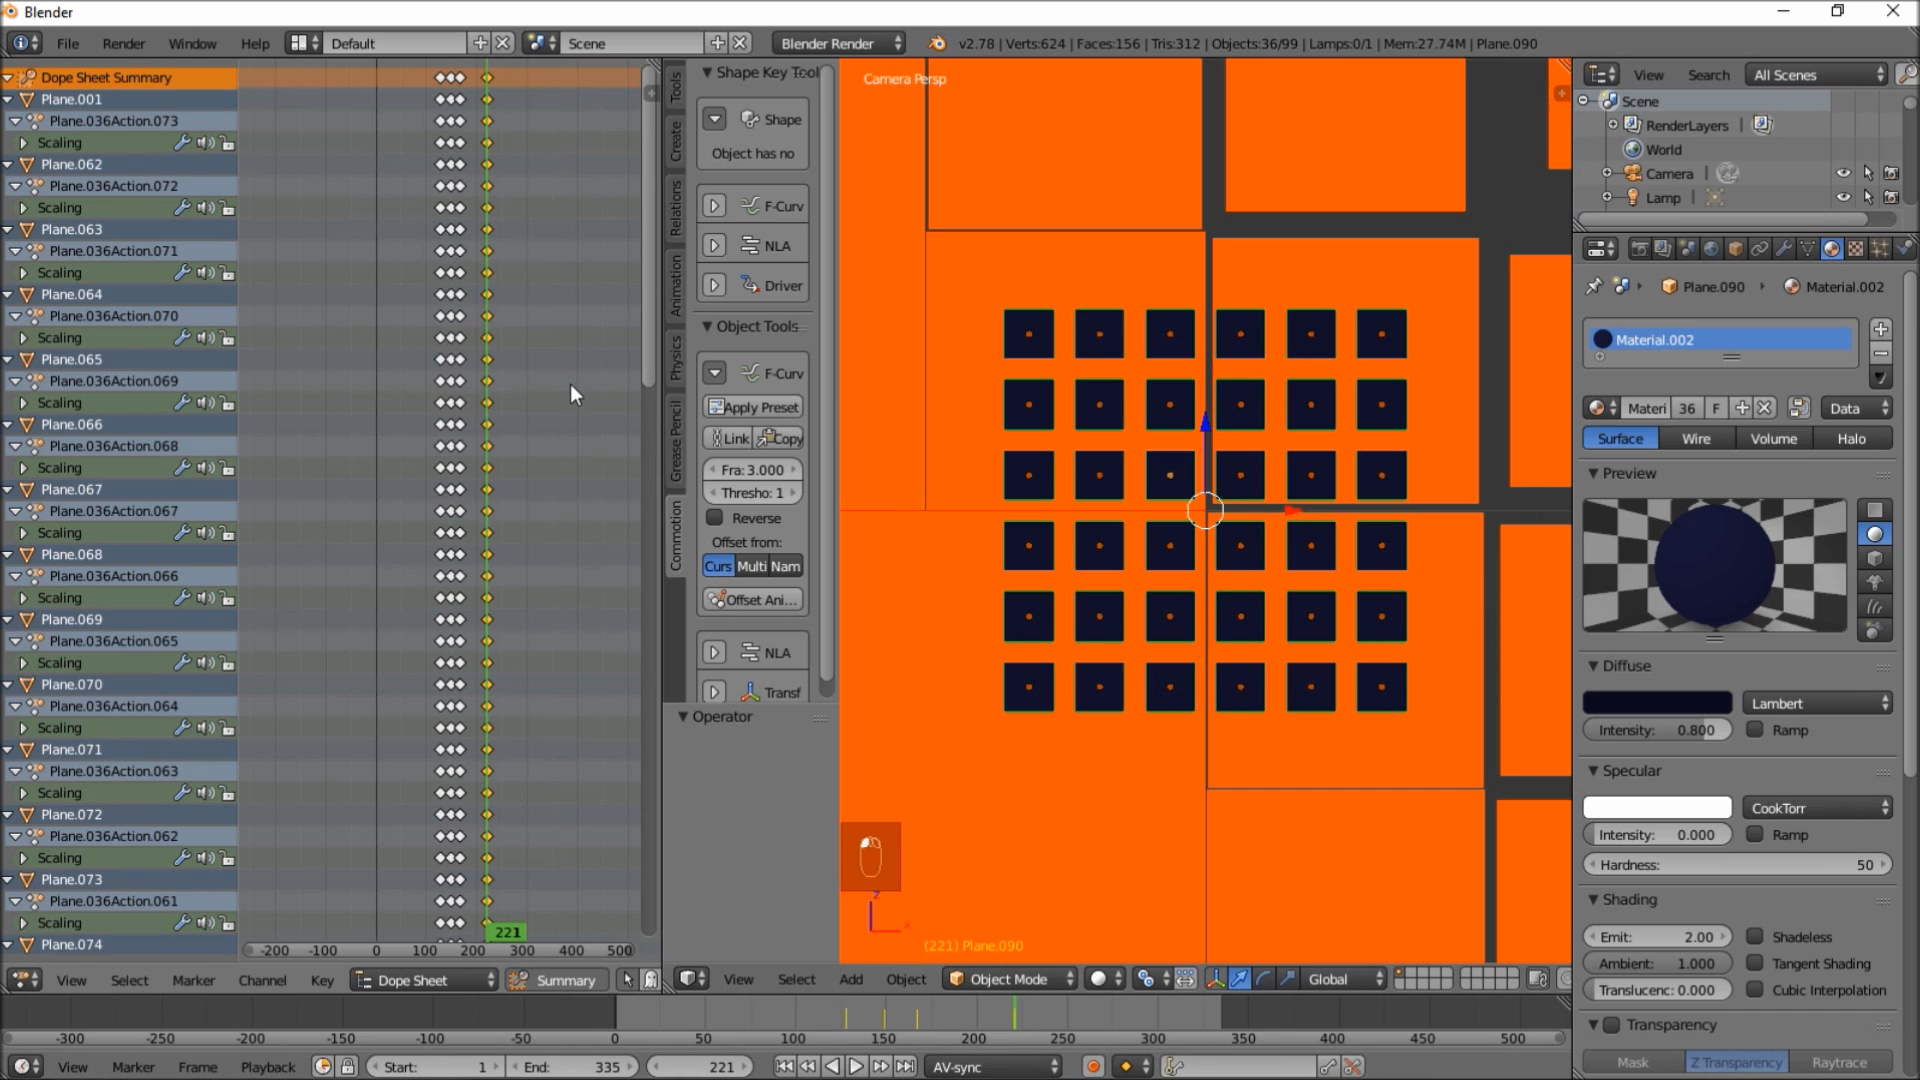 Blender
File Render Window Help Default Scene Blender Render v2.78 | Verts:624 | Faces:156 | Tris:312 | Objects:36/99 | Lamps:0/1 | Mem:27.74M | Plane.090
Dope Sheet Summary
Plane.001
Plane.036Action.073
Scaling
Plane.062
Plane.036Action.072
Scaling
Plane.063
Plane.036Action.071
Scaling
Plane.064
Plane.036Action.070
Scaling
Plane.065
Plane.036Action.069
Scaling
Plane.066
Plane.036Action.068
Scaling
Plane.067
Plane.036Action.067
Scaling
Plane.068
Plane.036Action.066
Scaling
Plane.069
Plane.036Action.065
Scaling
Plane.070
Plane.036Action.064
Scaling
Plane.071
Plane.036Action.063
Scaling
Plane.072
Plane.036Action.062
Scaling
Plane.073
Plane.036Action.061
Scaling
Plane.074
221
-200 -100 0 100 200 300 400 500
View Select Marker Channel Key Dope Sheet Summary
Tools
Create
Relations
Animation
Physics
Grease Pencil
Commotion
Shape Key Tool
Shape
Object has no
F-Curv
NLA
Driver
Object Tools
F-Curv
Apply Preset
Link Copy
Fra: 3.000
Thresho: 1
Reverse
Offset from:
Curs Multi Nam
Offset Ani...
NLA
Transf
Operator
Camera Persp
z
x
(221) Plane.090
View Select Add Object Object Mode Global
View Search All Scenes
Scene
RenderLayers |
World
Camera |
Lamp |
Plane.090 Material.002
Material.002
Materi 36 F Data
Surface Wire Volume Halo
Preview
Diffuse
Lambert
Intensity: 0.800 Ramp
Specular
CookTorr
Intensity: 0.000 Ramp
Hardness: 50
Shading
Emit: 2.00 Shadeless
Ambient: 1.000 Tangent Shading
Translucenc: 0.000 Cubic Interpolation
Transparency
Mask Z Transparency Raytrace
-300 -250 -200 -150 -100 -50 0 50 100 150 200 250 300 350 400 450 500
View Marker Frame Playback Start: 1 End: 335 221 AV-sync